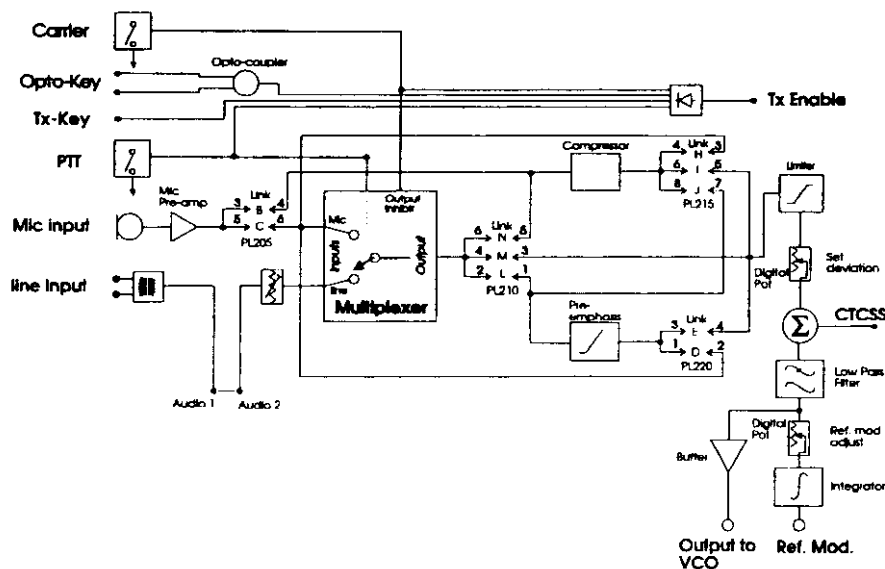 Carrier
Opto-coupler
Opto-Key
Tx-Key
Tx Enable
PTT
Mic
Pre-amp
Mic input
Link
3 B 4
5 C 6
PL205
line Input
Audio 1
Audio 2
Output
Inhibit
Mic
Inputs
Output
line
Multiplexer
Link
6 N 5
4 M 3
2 L 1
PL210
Compressor
Link
4 H 3
6 I 5
8 J 7
PL215
Pre-
emphasis
Link
3 E 4
1 D 2
PL220
Limiter
Digital
Pot
Set
deviation
Σ
CTCSS
Low Pass
Filter
Digital
Pot
Ref. mod
adjust
Buffer
Integrator
Output to
VCO
Ref. Mod.